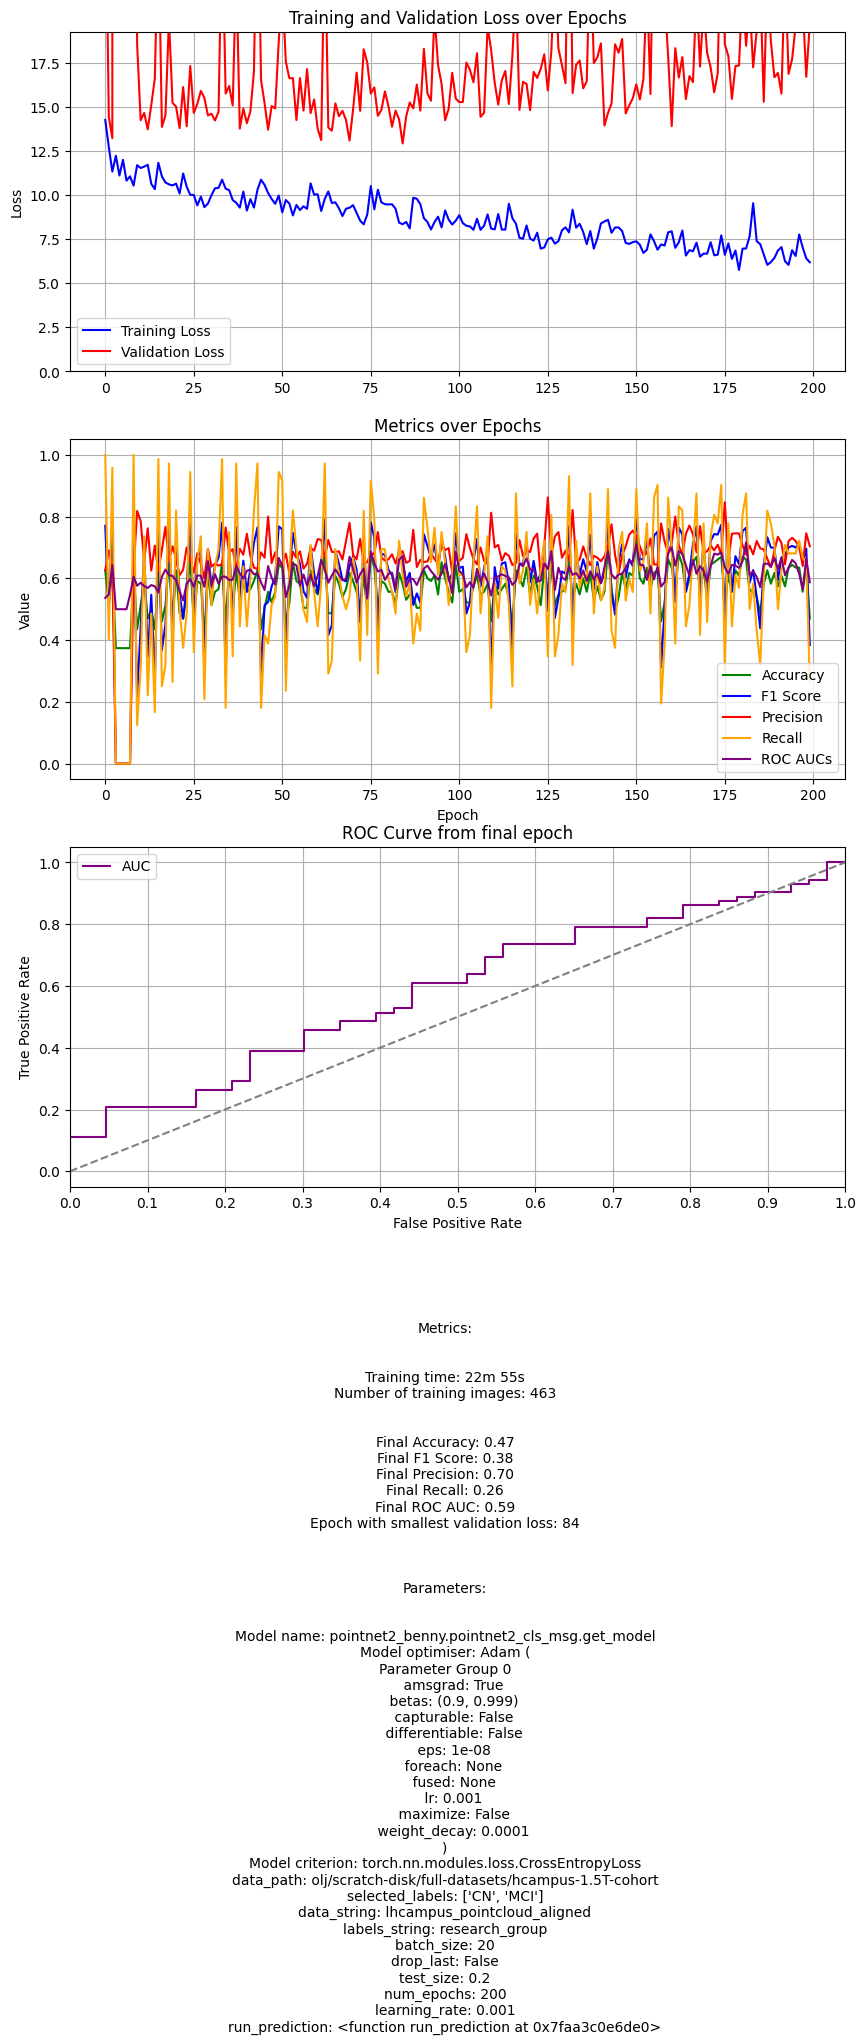 Training and Validation Loss over Epochs
17.5
15.0
12.5
10.0
7.5
5.0
2.5
0.0
Loss
Training Loss
Validation Loss
0 25 50 75 100 125 150 175 200
Metrics over Epochs
1.0
0.8
0.6
0.4
0.2
0.0
Value
Accuracy
F1 Score
Precision
Recall
ROC AUCs
0 25 50 75 100 125 150 175 200
Epoch
ROC Curve from final epoch
AUC
1.0
0.8
0.6
0.4
0.2
0.0
True Positive Rate
0.0 0.1 0.2 0.3 0.4 0.5 0.6 0.7 0.8 0.9 1.0
False Positive Rate
Metrics:
Training time: 22m 55s
Number of training images: 463
Final Accuracy: 0.47
Final F1 Score: 0.38
Final Precision: 0.70
Final Recall: 0.26
Final ROC AUC: 0.59
Epoch with smallest validation loss: 84
Parameters:
Model name: pointnet2_benny.pointnet2_cls_msg.get_model
Model optimiser: Adam (
Parameter Group 0
amsgrad: True
betas: (0.9, 0.999)
capturable: False
differentiable: False
eps: 1e-08
foreach: None
fused: None
lr: 0.001
maximize: False
weight_decay: 0.0001
)
Model criterion: torch.nn.modules.loss.CrossEntropyLoss
data_path: olj/scratch-disk/full-datasets/hcampus-1.5T-cohort
selected_labels: ['CN', 'MCI']
data_string: lhcampus_pointcloud_aligned
labels_string: research_group
batch_size: 20
drop_last: False
test_size: 0.2
num_epochs: 200
learning_rate: 0.001
run_prediction: <function run_prediction at 0x7faa3c0e6de0>